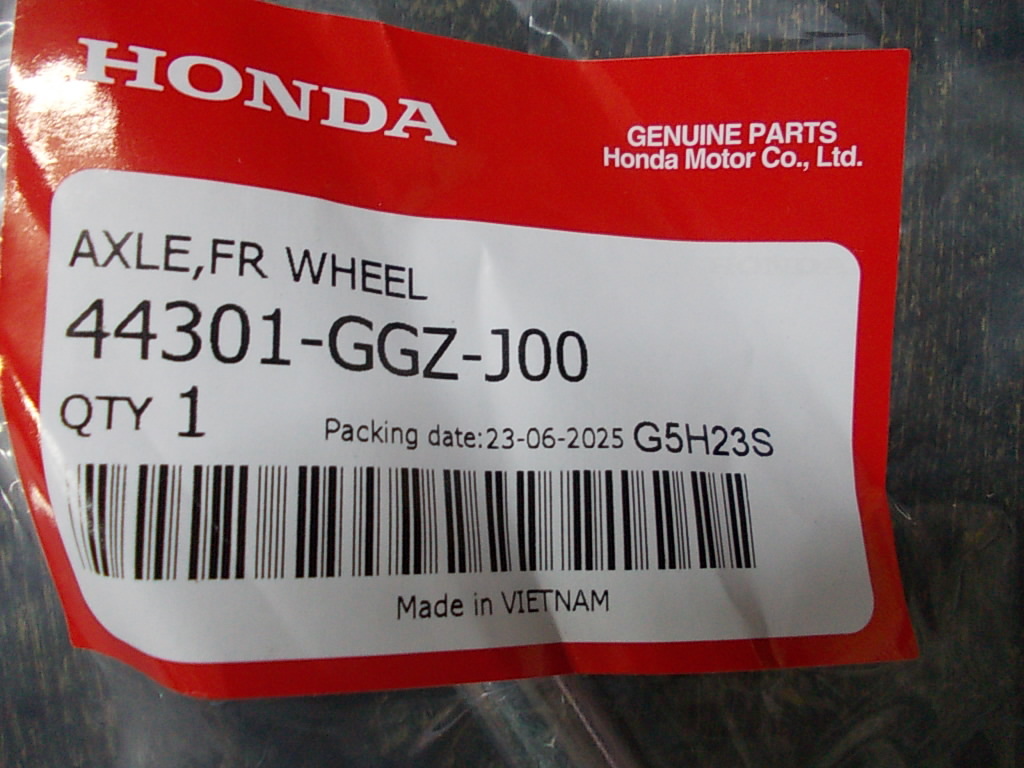 HONDA
GENUINE PARTS
Honda Motor Co., Ltd.
AXLE,FR WHEEL
44301-GGZ-J00
QTY 1
Packing date:23-06-2025 G5H23S
Made in VIETNAM